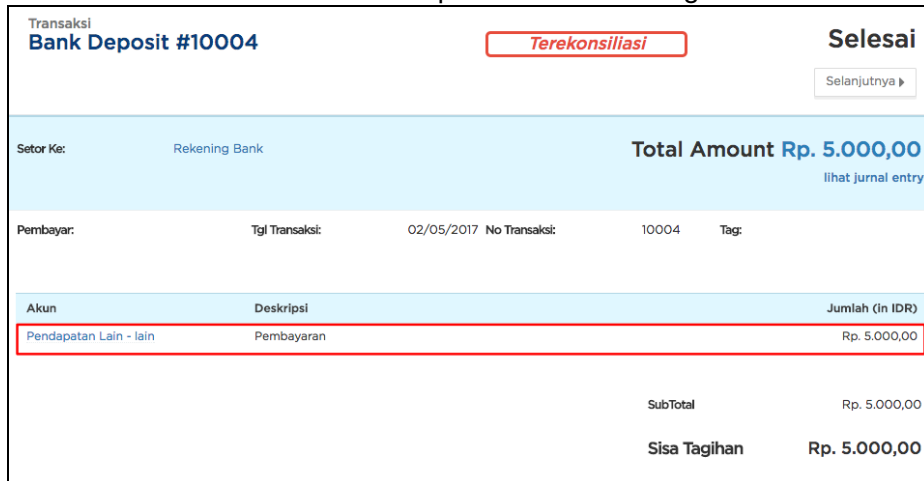 Transaksi
Bank Deposit #10004
Terekonsiliasi
Selesai
Selanjutnya
Setor Ke: Rekening Bank Total Amount Rp. 5.000,00
lihat jurnal entry
Pembayar: Tgl Transaksi: 02/05/2017 No Transaksi: 10004 Tag:
Akun Deskripsi Jumlah (in IDR)
Pendapatan Lain - lain Pembayaran Rp. 5.000,00
SubTotal Rp. 5.000,00
Sisa Tagihan Rp. 5.000,00